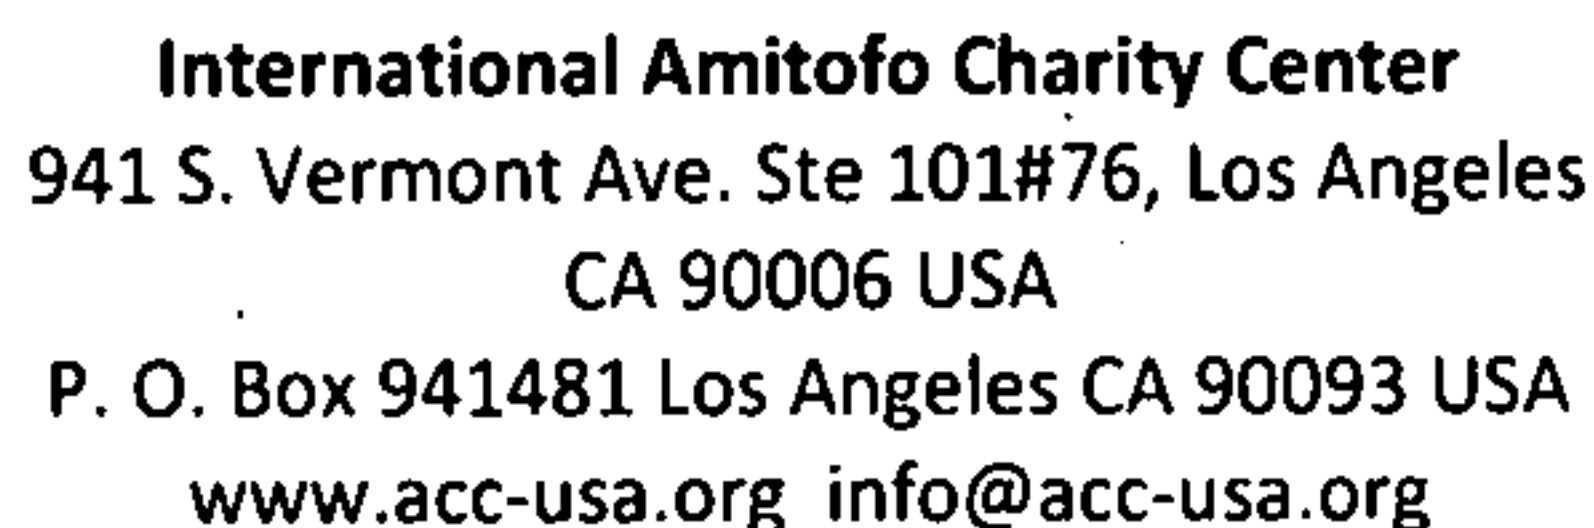 International Amitofo Charity Center
941 S. Vermont Ave. Ste 101#76, Los Angeles
CA 90006 USA
P. O. Box 941481 Los Angeles CA 90093 USA
www.acc-usa.org info@acc-usa.org